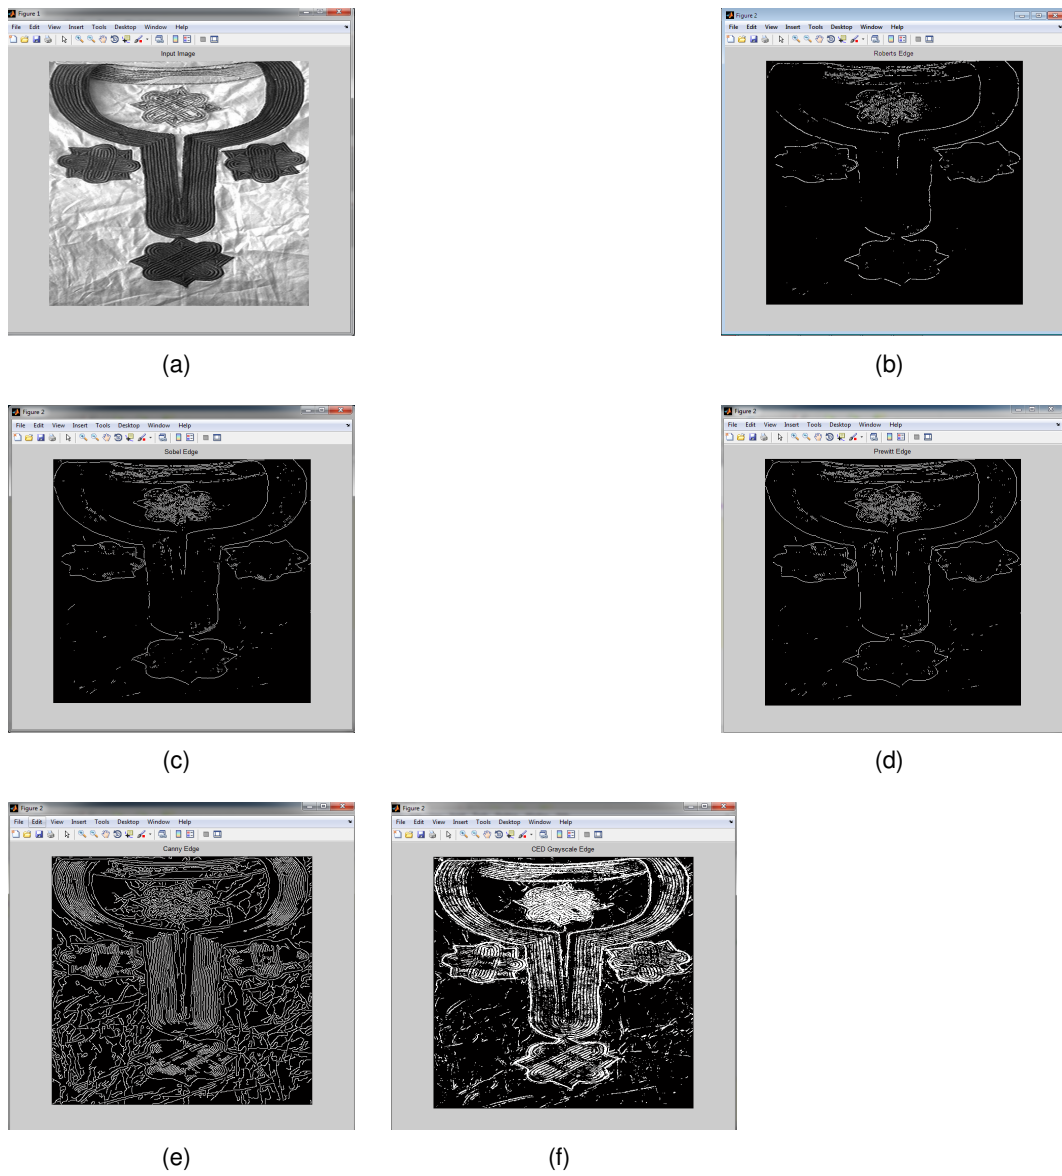 Figure 1
File Edit View Insert Tools Desktop Window Help
Input Image
(a)
Figure 2
File Edit View Insert Tools Desktop Window Help
Roberts Edge
(b)
Figure 2
File Edit View Insert Tools Desktop Window Help
Sobel Edge
(c)
Figure 2
File Edit View Insert Tools Desktop Window Help
Prewitt Edge
(d)
Figure 2
File Edit View Insert Tools Desktop Window Help
Canny Edge
(e)
Figure 2
File Edit View Insert Tools Desktop Window Help
CED Grayscale Edge
(f)